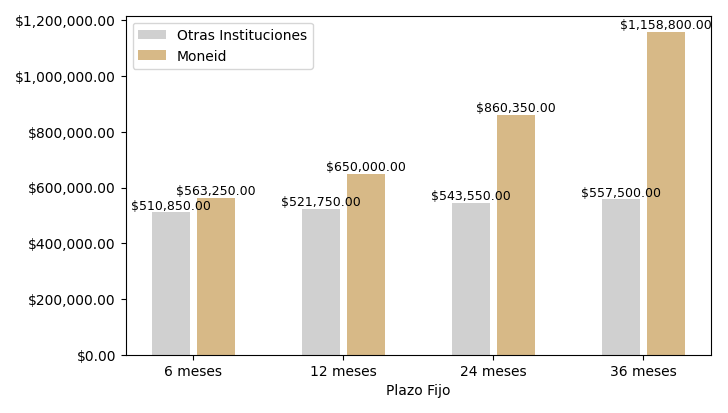 $1,200,000.00
$1,000,000.00
$800,000.00
$600,000.00
$400,000.00
$200,000.00
$0.00
Otras Instituciones
Moneid
$510,850.00
$563,250.00
$521,750.00
$650,000.00
$543,550.00
$860,350.00
$557,500.00
$1,158,800.00
6 meses
12 meses
24 meses
36 meses
Plazo Fijo